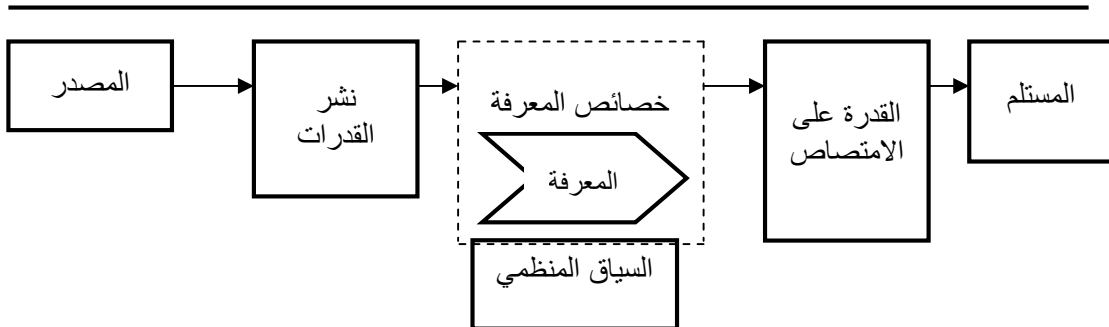 المصدر
نشر
القدرات
خصائص المعرفة
المعرفة
السياق المنظمي
القدرة على
الامتصاص
المستلم